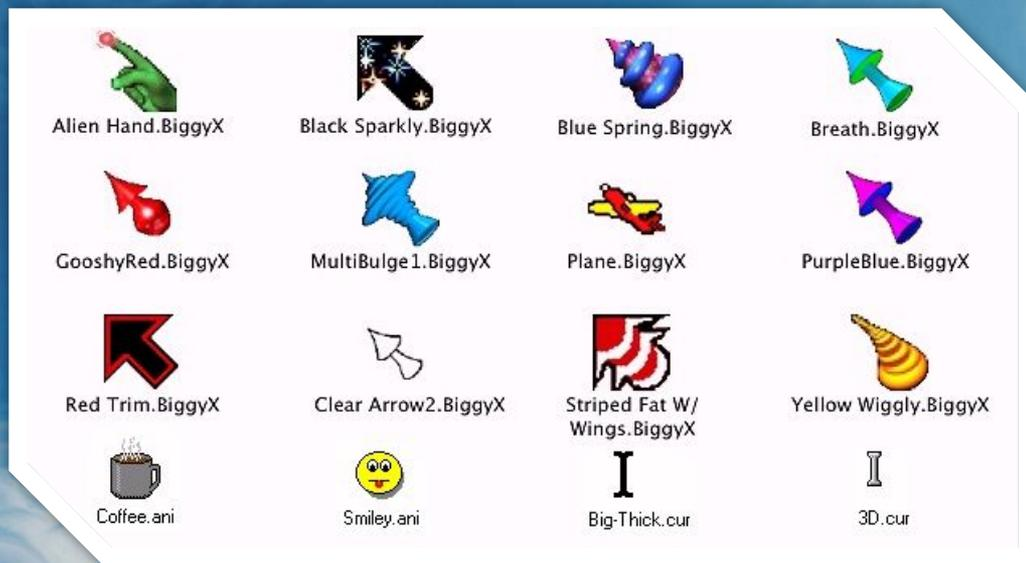 Alien Hand.BiggyX
Black Sparkly.BiggyX
Blue Spring.BiggyX
Breath.BiggyX
GooshyRed.BiggyX
MultiBulge1.BiggyX
Plane.BiggyX
PurpleBlue.BiggyX
Red Trim.BiggyX
Clear Arrow2.BiggyX
Striped Fat W/
Wings.BiggyX
Yellow Wiggly.BiggyX
Coffee.ani
Smiley.ani
Big-Thick.cur
3D.cur